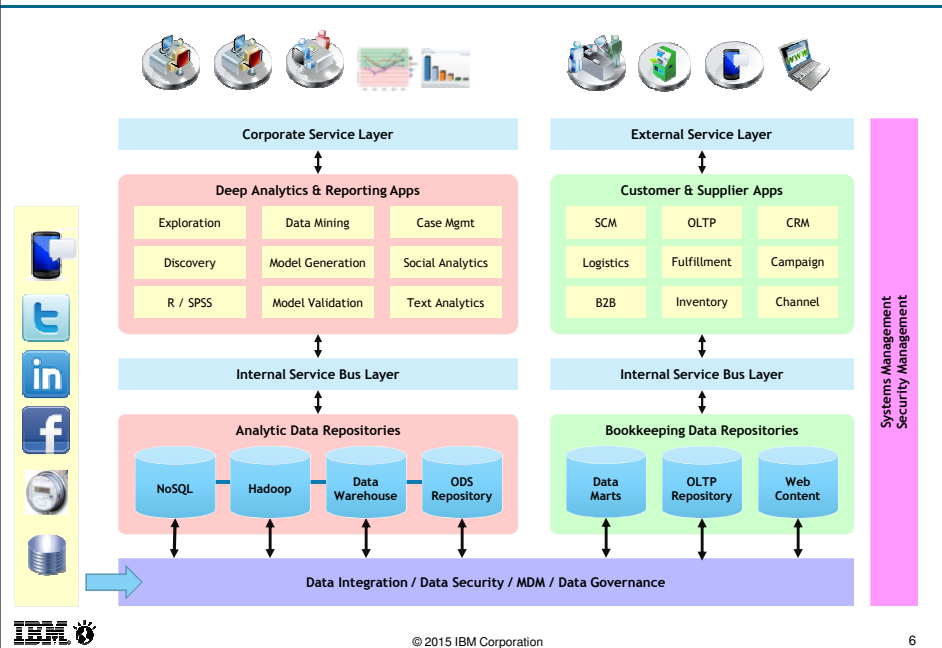 www
Corporate Service Layer
External Service Layer
Deep Analytics & Reporting Apps
Exploration
Data Mining
Case Mgmt
Discovery
Model Generation
Social Analytics
R / SPSS
Model Validation
Text Analytics
Customer & Supplier Apps
SCM
OLTP
CRM
Logistics
Fulfillment
Campaign
B2B
Inventory
Channel
Internal Service Bus Layer
Internal Service Bus Layer
Analytic Data Repositories
NoSQL
Hadoop
Data
Warehouse
ODS
Repository
Bookkeeping Data Repositories
Data
Marts
OLTP
Repository
Web
Content
Data Integration / Data Security / MDM / Data Governance
Systems Management
Security Management
t
in
f
IBM
© 2015 IBM Corporation
6